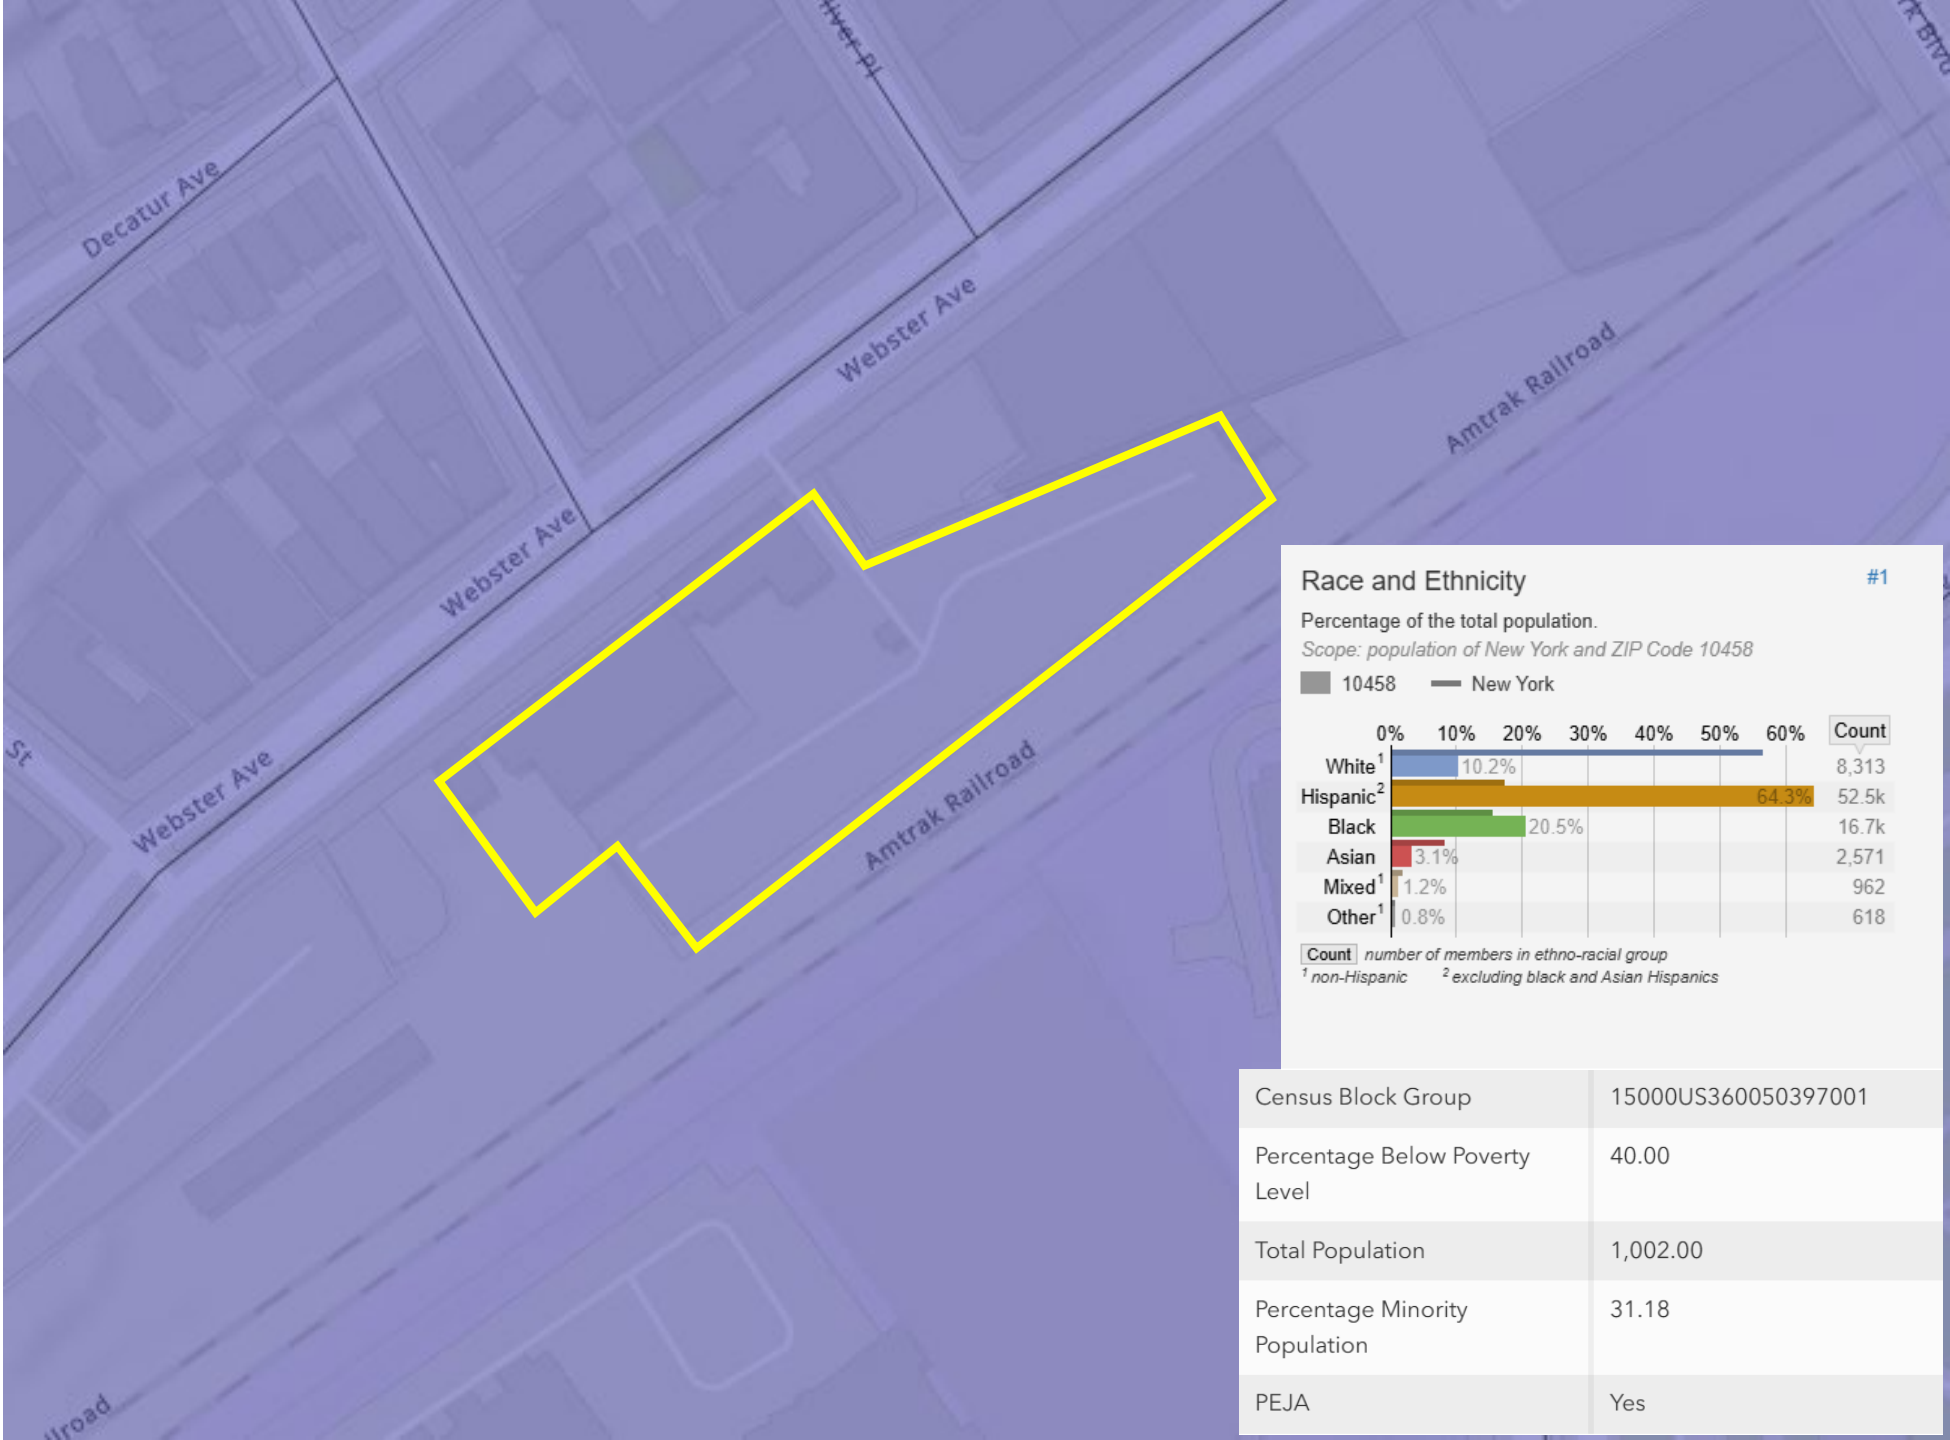 Decatur Ave
Webster Ave
Webster Ave
Webster Ave
St
Amtrak Railroad
Amtrak Railroad
Race and Ethnicity #1
Percentage of the total population.
Scope: population of New York and ZIP Code 10458
10458 New York
0% 10% 20% 30% 40% 50% 60% Count
White¹ 10.2% 8,313
Hispanic² 64.3% 52.5k
Black 20.5% 16.7k
Asian 3.1% 2,571
Mixed¹ 1.2% 962
Other¹ 0.8% 618
Count number of members in ethno-racial group
¹ non-Hispanic ² excluding black and Asian Hispanics
Census Block Group 15000US360050397001
Percentage Below Poverty 40.00
Level
Total Population 1,002.00
Percentage Minority 31.18
Population
PEJA Yes